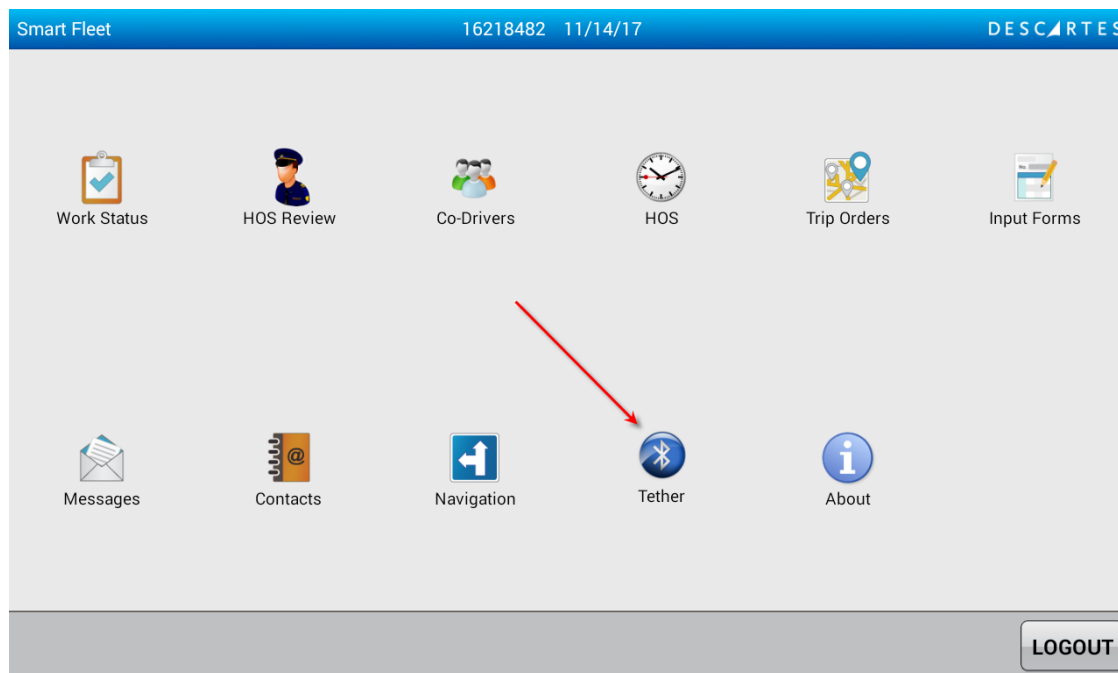 Smart Fleet 16218482 11/14/17 DESCARTES
Work Status HOS Review Co-Drivers HOS Trip Orders Input Forms
@
Messages Contacts Navigation Tether About
LOGOUT